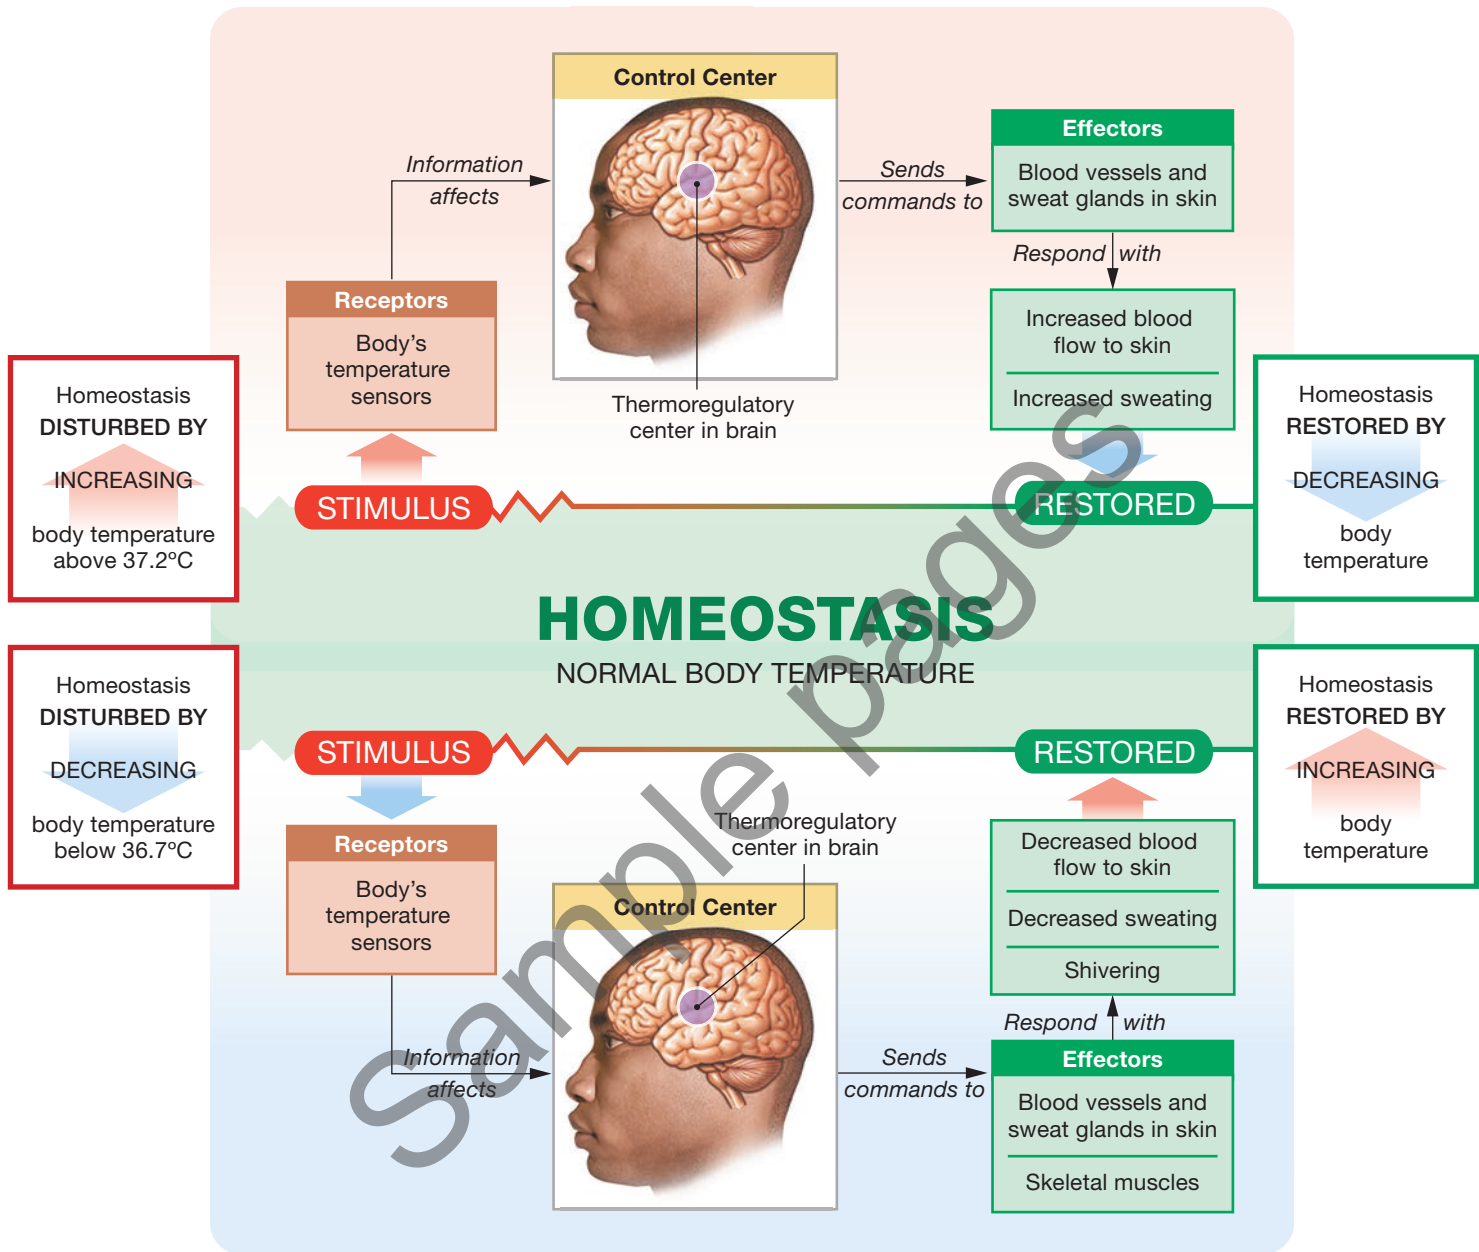 Control Center
Effectors
Blood vessels and
sweat glands in skin
Information
affects
Sends
commands to
Respond with
Receptors
Body's
temperature
sensors
Increased blood
flow to skin
Increased sweating
Thermoregulatory
center in brain
Homeostasis
DISTURBED BY
INCREASING
body temperature
above 37.2ºC
Homeostasis
RESTORED BY
DECREASING
body
temperature
STIMULUS
RESTORED
HOMEOSTASIS
NORMAL BODY TEMPERATURE
Homeostasis
DISTURBED BY
DECREASING
body temperature
below 36.7ºC
Homeostasis
RESTORED BY
INCREASING
body
temperature
STIMULUS
RESTORED
Receptors
Body's
temperature
sensors
Thermoregulatory
center in brain
Control Center
Decreased blood
flow to skin
Decreased sweating
Shivering
Respond with
Information
affects
Sends
commands to
Effectors
Blood vessels and
sweat glands in skin
Skeletal muscles
Sample pages